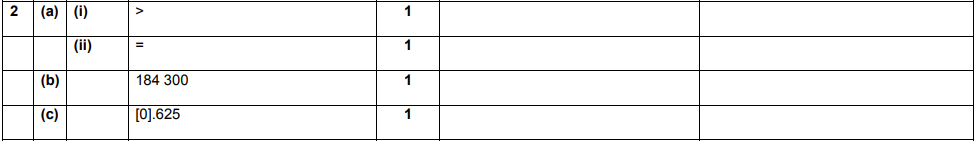 2 (a) (i) > 1
(ii) = 1
(b) 184 300 1
(c) [0].625 1